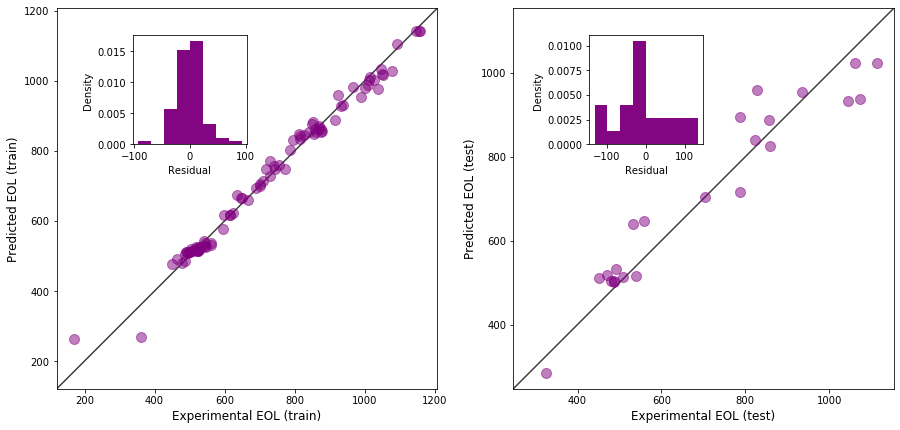 1200
1000
800
600
400
200
Predicted EOL (train)
200 400 600 800 1000 1200
Experimental EOL (train)
0.015
0.010
0.005
0.000
Density
−100 0 100
Residual
1000
800
600
400
Predicted EOL (test)
400 600 800 1000
Experimental EOL (test)
0.0100
0.0075
0.0050
0.0025
0.0000
Density
−100 0 100
Residual